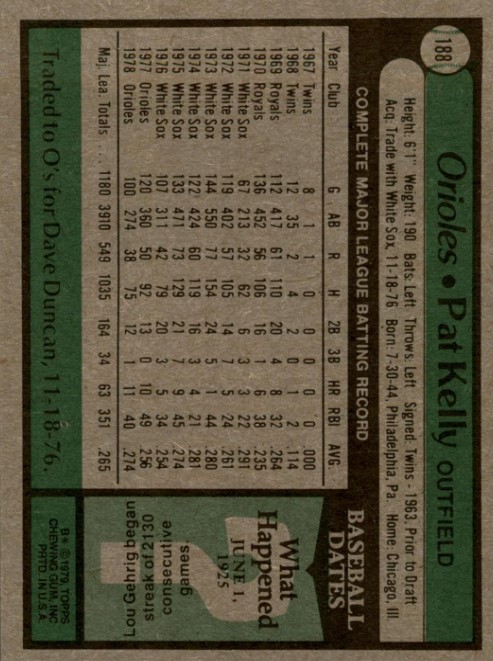 188
Orioles • Pat Kelly OUTFIELD
Height: 6'1" Weight: 190 Bats: Left Throws: Left Signed: Twins - 1963, Prior to Draft
Acq: Trade with White Sox, 11-18-76 Born: 7-30-44, Philadelphia, Pa. Home: Chicago, Ill.
COMPLETE MAJOR LEAGUE BATTING RECORD
Year Club G AB R H 2B 3B HR RBI AVG.
1967 Twins 8 1 1 0 0 0 0 0 .000
1968 Twins 12 35 2 4 2 0 1 2 .114
1969 Royals 112 417 61 110 20 4 8 32 .264
1970 Royals 136 452 56 106 16 1 6 38 .235
1971 White Sox 67 213 32 62 6 3 3 22 .291
1972 White Sox 119 402 57 105 14 7 5 24 .261
1973 White Sox 144 550 77 154 24 5 1 44 .280
1974 White Sox 122 424 60 119 16 3 4 21 .281
1975 White Sox 133 471 73 129 21 7 9 45 .274
1976 White Sox 107 311 42 79 20 3 5 34 .254
1977 Orioles 120 360 50 92 13 0 10 49 .256
1978 Orioles 100 274 38 75 12 1 11 40 .274
Maj. Lea. Totals . . . 1180 3910 549 1035 164 34 63 351 .265
Traded to O's for Dave Duncan, 11-18-76.
BASEBALL
DATES
What
Happened
JUNE 1,
1925
Lou Gehrig began
streak of 2130
consecutive
games.
B* © 1979 TOPPS
CHEWING GUM, INC.
PRTD. IN U.S.A.